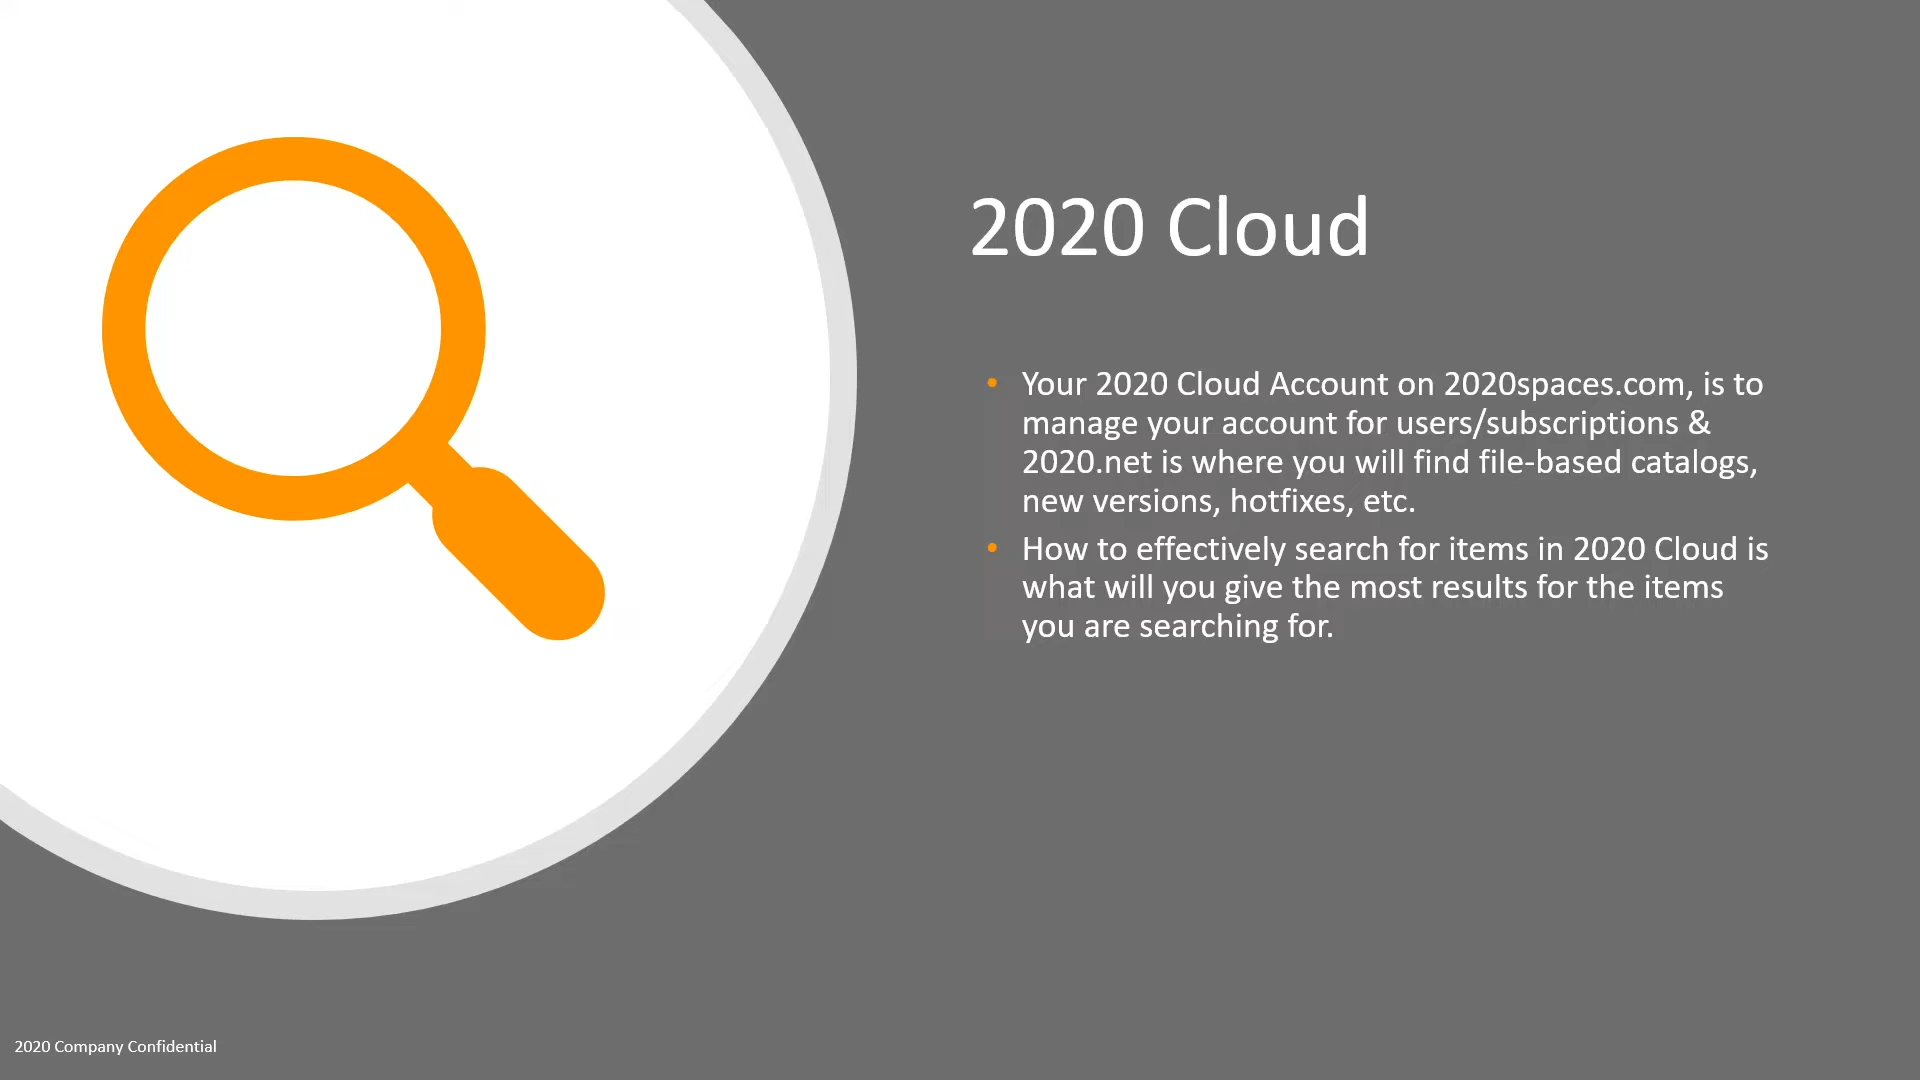 2020 Cloud
• Your 2020 Cloud Account on 2020spaces.com, is to
manage your account for users/subscriptions &
2020.net is where you will find file-based catalogs,
new versions, hotfixes, etc.
• How to effectively search for items in 2020 Cloud is
what will you give the most results for the items
you are searching for.
2020 Company Confidential